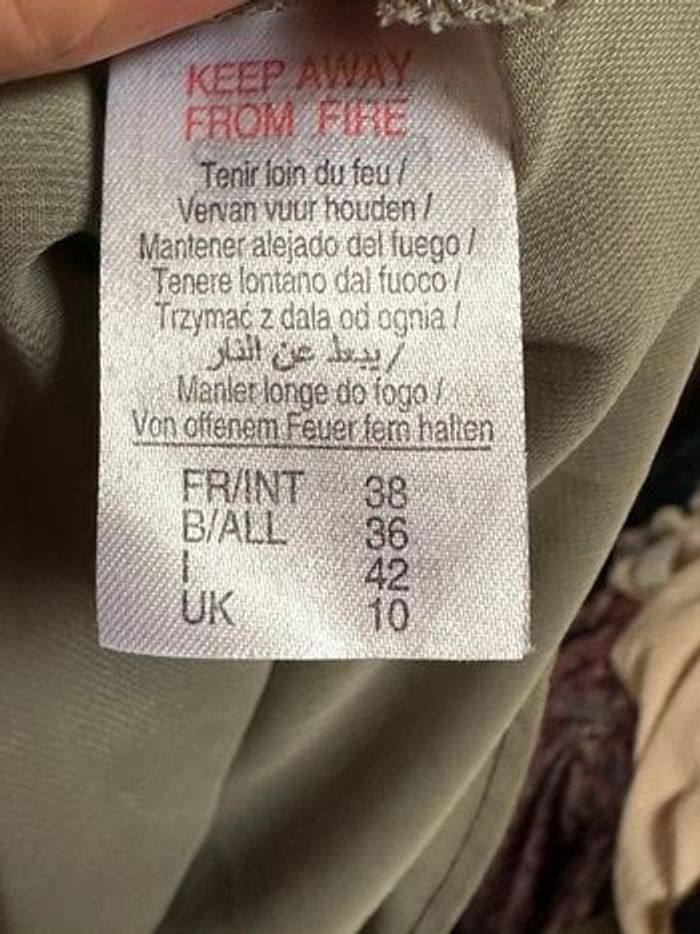 KEEP AWAY
FROM FIRE
Tenir loin du feu /
Vervan vuur houden /
Mantener alejado del fuego /
Tenere lontano dal fuoco /
Trzymać z dala od ognia /
يبعد عن النار /
Manler longe do fogo /
Von offenem Feuer fern halten
FR/INT 38
B/ALL 36
I 42
UK 10